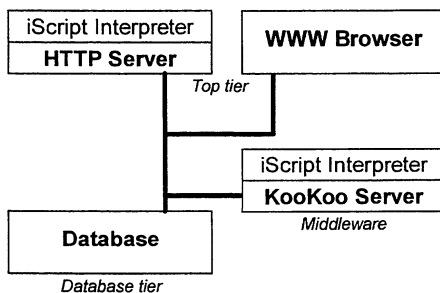 iScript Interpreter
HTTP Server
WWW Browser
Top tier
iScript Interpreter
KooKoo Server
Middleware
Database
Database tier